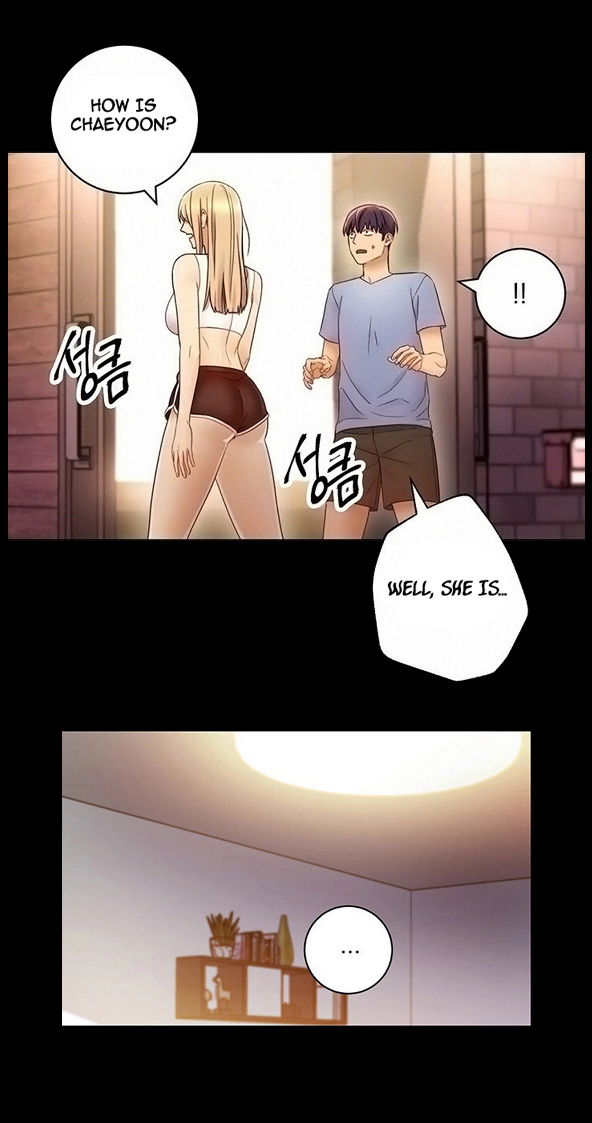 HOW IS
CHAEYOON?
!!
성큼
성큼
WELL, SHE IS...
...